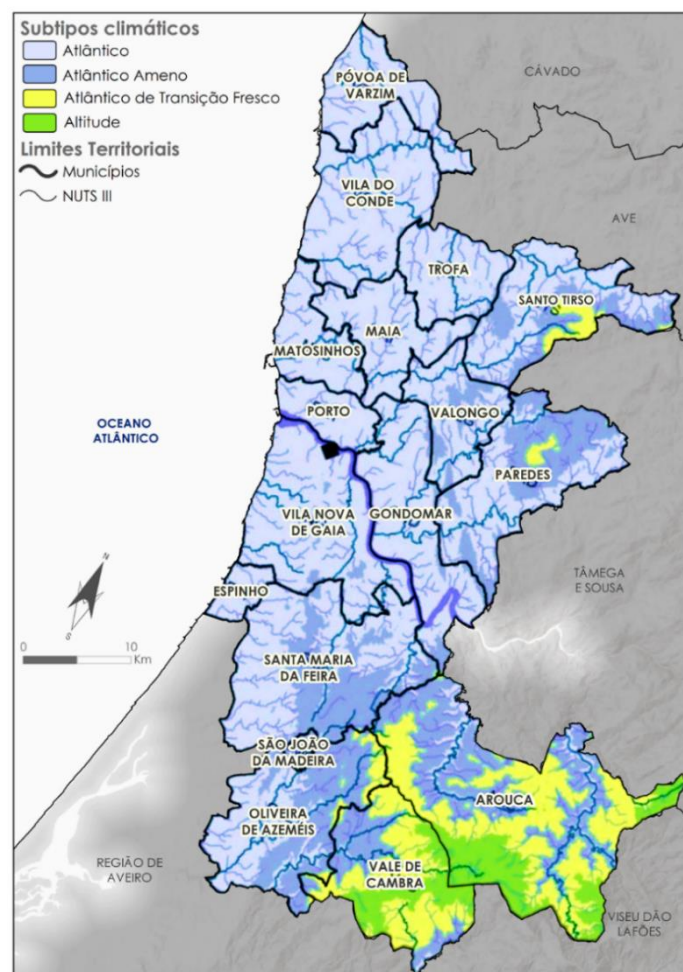 Subtipos climáticos
Atlântico
Atlântico Ameno
Atlântico de Transição Fresco
Altitude
Limites Territoriais
Municípios
NUTS III
CÁVADO
PÓVOA DE
VARZIM
VILA DO
CONDE
AVE
TROFA
SANTO TIRSO
MAIA
MATOSINHOS
PORTO
VALONGO
OCEANO
ATLÂNTICO
PAREDES
VILA NOVA
DE GAIA
GONDOMAR
TÂMEGA
E SOUSA
ESPINHO
N
S
0
10
Km
SANTA MARIA
DA FEIRA
SÃO JOÃO
DA MADEIRA
AROUCA
OLIVEIRA
DE AZEMÉIS
REGIÃO DE
AVEIRO
VALE DE
CAMBRA
VISEU DÃO
LAFÕES